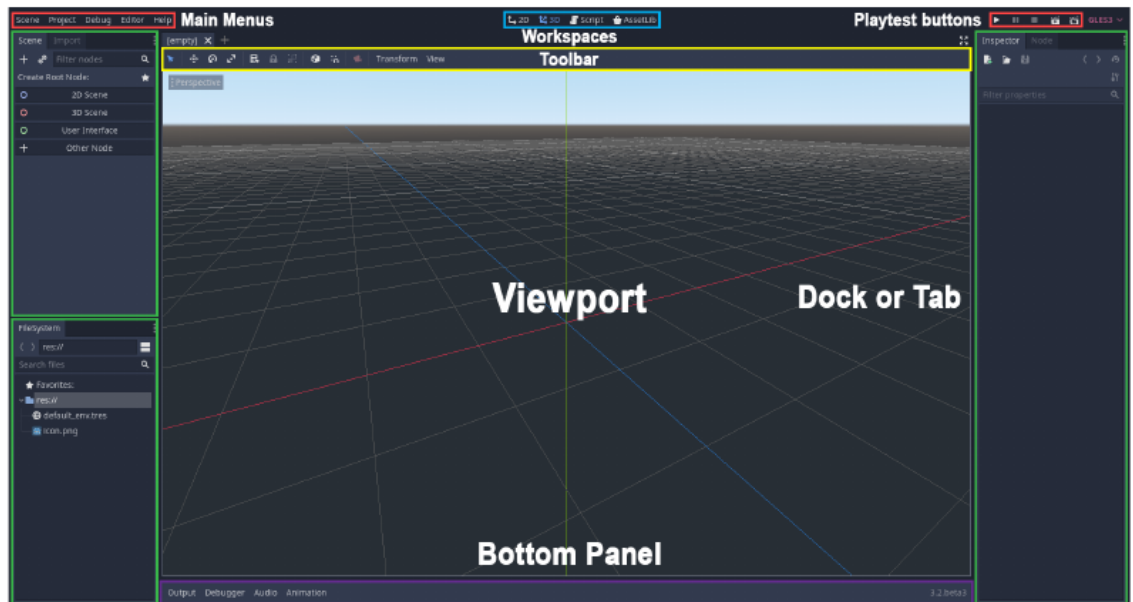 Scene Project Debug Editor Help Main Menus
2D 3D Script AssetLib
Playtest buttons GLES3
Scene Import
[empty] X +
Workspaces
Inspector Node
Filter nodes
Transform View
Toolbar
Create Root Node:
Perspective
2D Scene
Filter properties
3D Scene
User Interface
Other Node
Viewport
Dock or Tab
FileSystem
res://
Search files
Favorites:
res://
default_env.tres
icon.png
Bottom Panel
Output Debugger Audio Animation
3.2.beta3